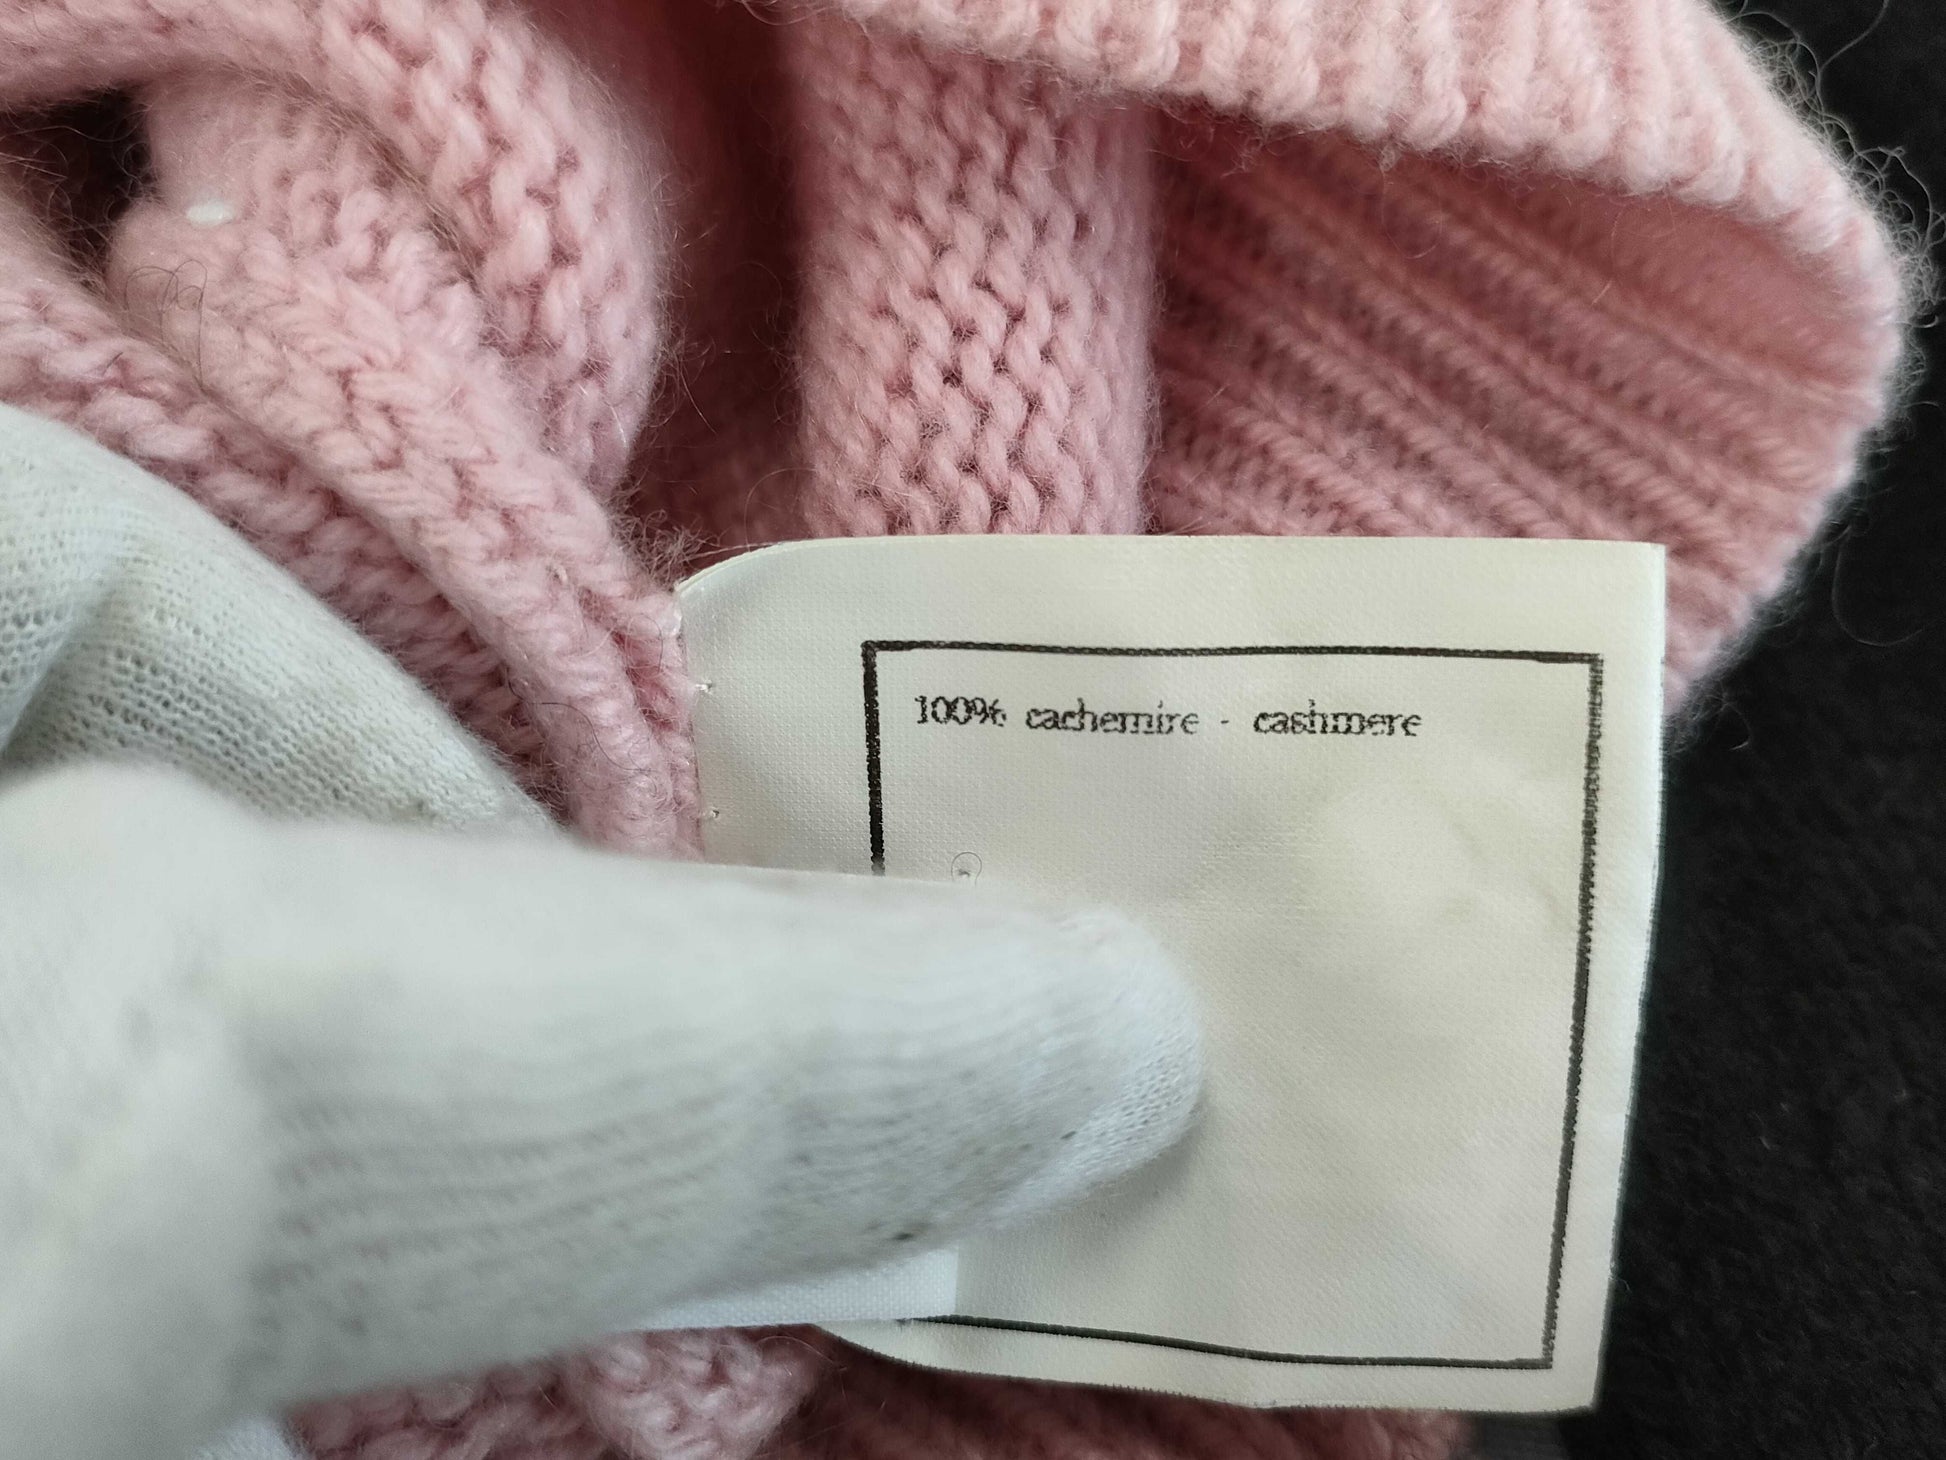 100% cachemire - cashmere